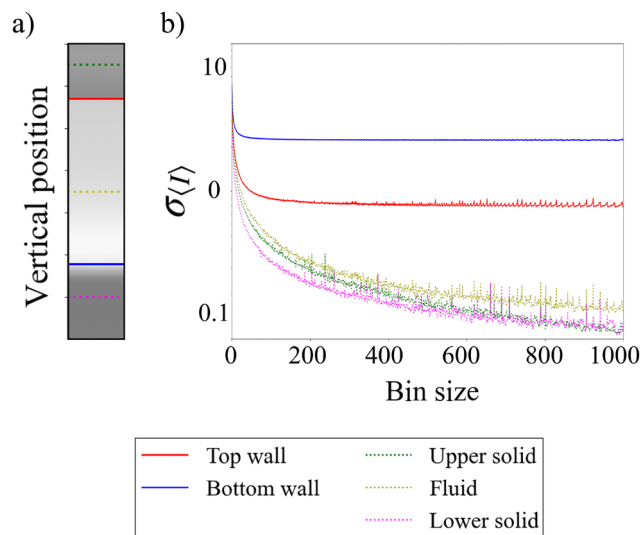 a)
b)
Vertical position
σ⟨I⟩
10
0
0.1
0
200
400
600
800
1000
Bin size
Top wall
Bottom wall
Upper solid
Fluid
Lower solid